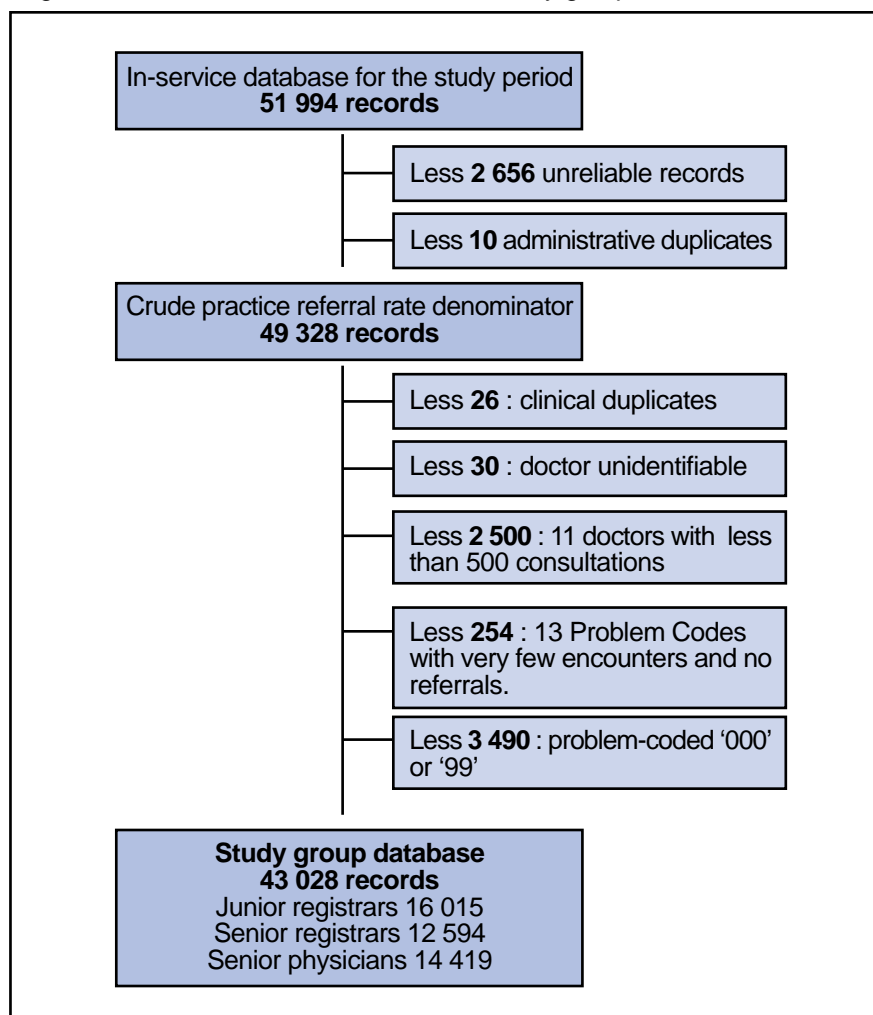 In-service database for the study period
51 994 records
Less 2 656 unreliable records
Less 10 administrative duplicates
Crude practice referral rate denominator
49 328 records
Less 26 : clinical duplicates
Less 30 : doctor unidentifiable
Less 2 500 : 11 doctors with less
than 500 consultations
Less 254 : 13 Problem Codes
with very few encounters and no
referrals.
Less 3 490 : problem-coded ‘000’
or ‘99’
Study group database
43 028 records
Junior registrars 16 015
Senior registrars 12 594
Senior physicians 14 419